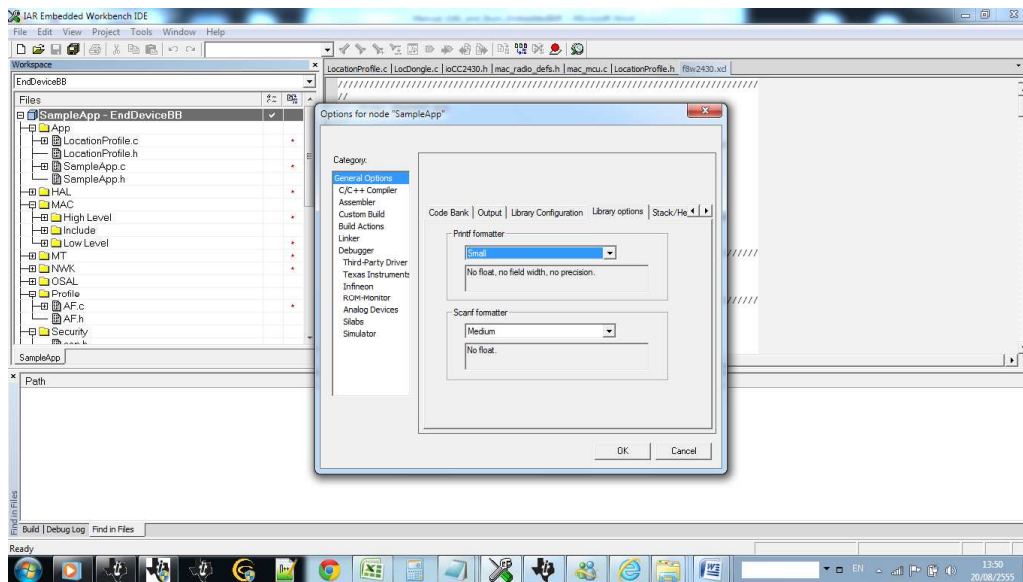 IAR Embedded Workbench IDE
File Edit View Project Tools Window Help
Workspace
EndDeviceBB
Files
SampleApp - EndDeviceBB
App
LocationProfile.c
LocationProfile.h
SampleApp.c
SampleApp.h
HAL
MAC
High Level
Include
Low Level
MT
NWK
OSAL
Profile
AF.c
AF.h
Security
SampleApp
LocationProfile.c | LocDongle.c | ioCC2430.h | mac_radio_defs.h | mac_mcu.c | LocationProfile.h f8w2430.xcl
//
Options for node "SampleApp"
Category:
General Options
C/C++ Compiler
Assembler
Custom Build
Build Actions
Linker
Debugger
Third-Party Driver
Texas Instruments
Infineon
ROM-Monitor
Analog Devices
Silabs
Simulator
Code Bank | Output | Library Configuration Library options | Stack/He
Printf formatter
Small
No float, no field width, no precision.
Scanf formatter
Medium
No float.
OK Cancel
Path
Find in Files
Build | Debug Log Find in Files
Ready
EN
13:50
20/08/2555